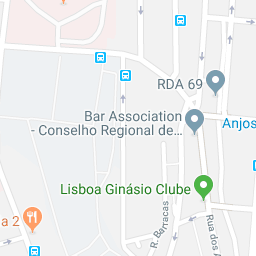 RDA 69
Bar Association
- Conselho Regional de...
Anjos
Lisboa Ginásio Clube
a 2
R. Barracas
Rua dos A